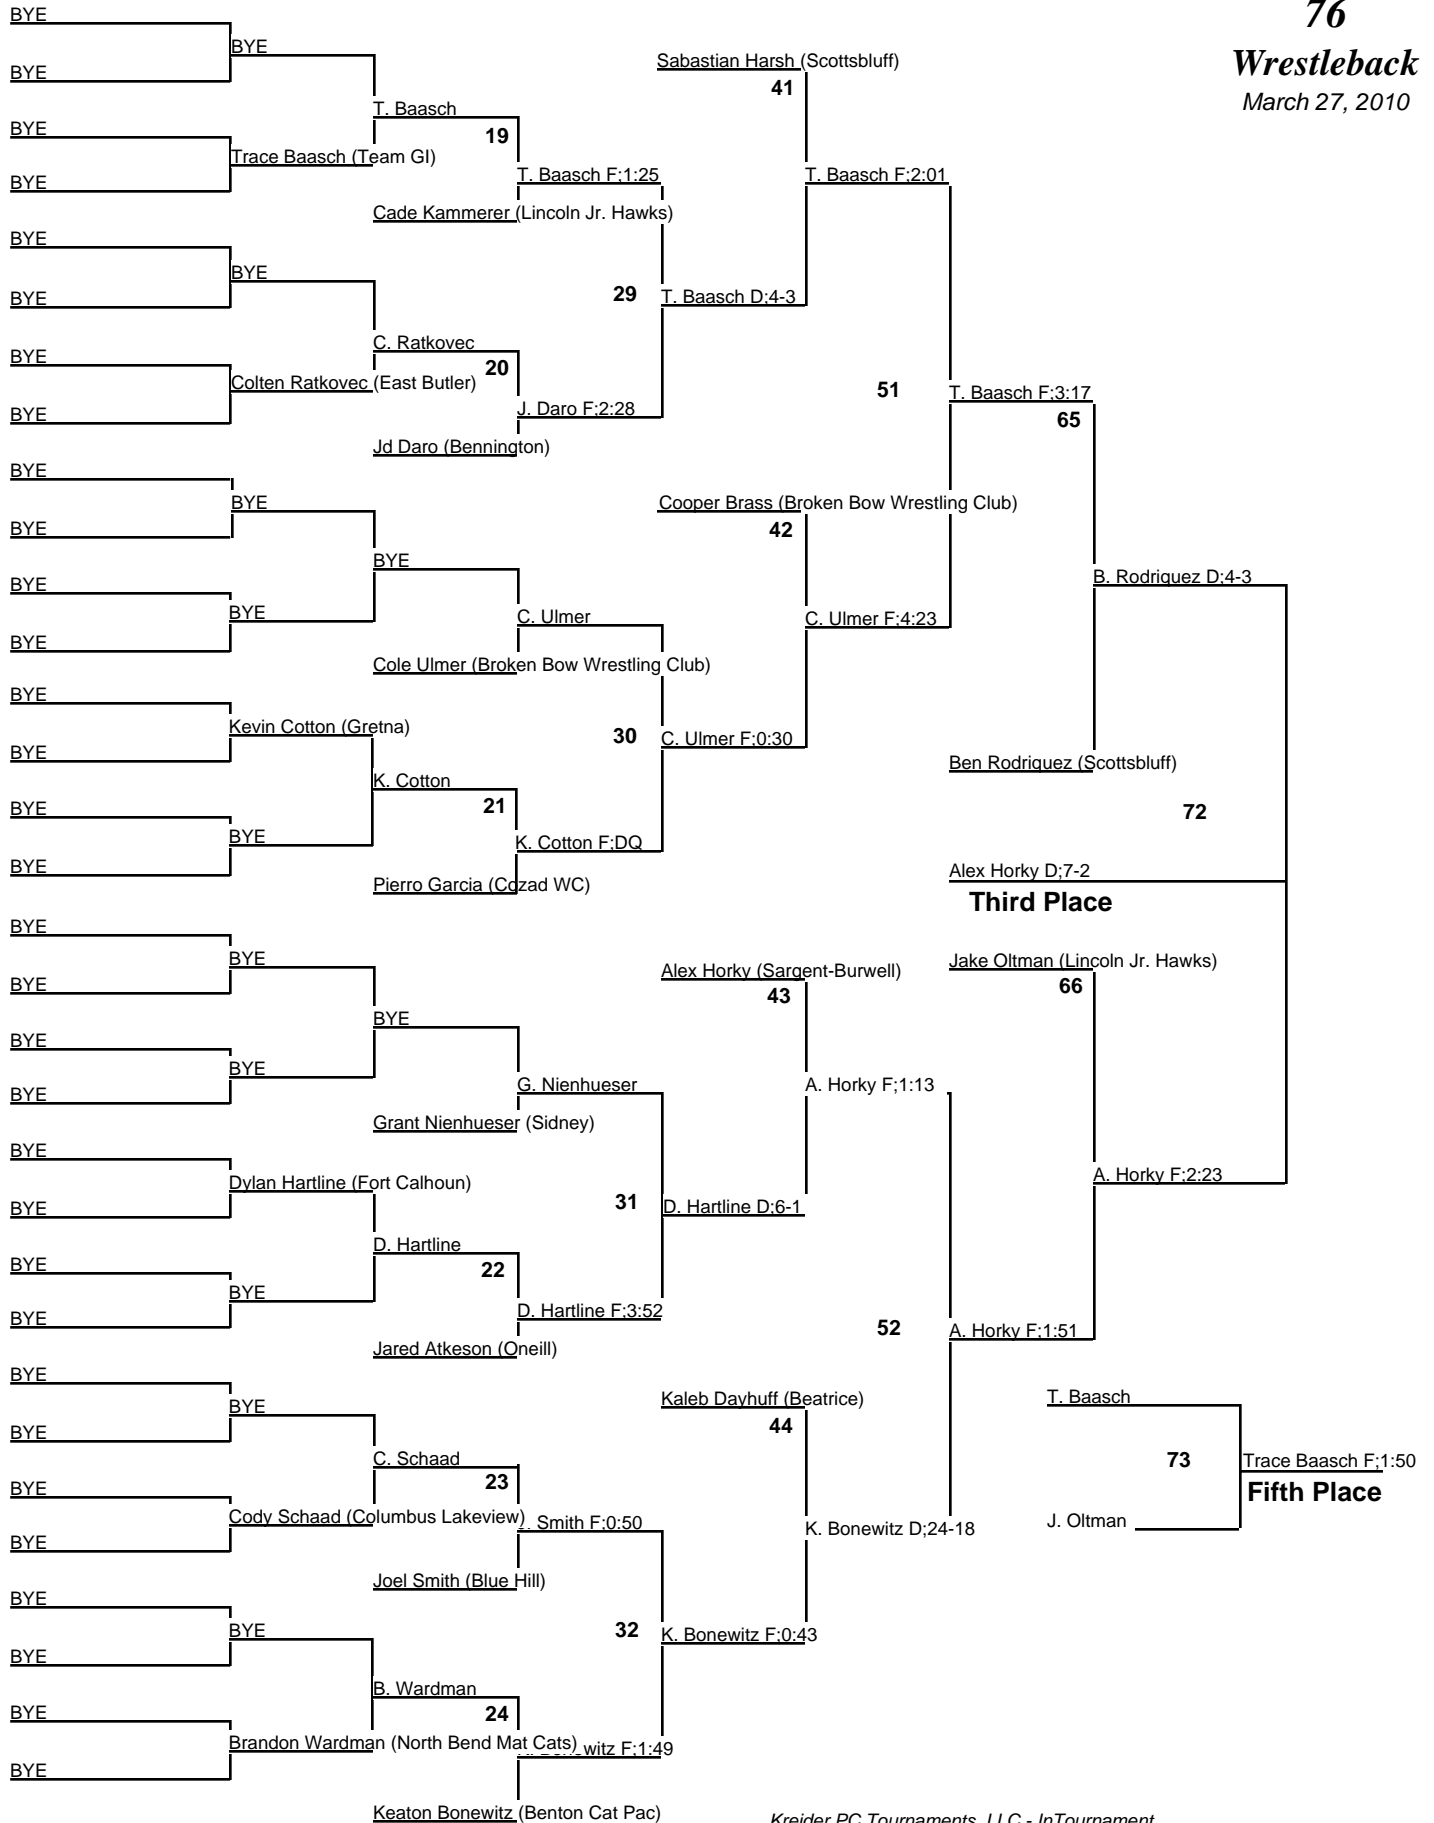 76
Wrestleback
March 27, 2010
BYE
BYE
BYE
Sabastian Harsh (Scottsbluff)
41
T. Baasch
19
BYE
Trace Baasch (Team GI)
BYE
T. Baasch F;1:25
T. Baasch F;2:01
Cade Kammerer (Lincoln Jr. Hawks)
BYE
BYE
BYE
29
T. Baasch D;4-3
C. Ratkovec
20
BYE
Colten Ratkovec (East Butler)
51
T. Baasch F;3:17
65
BYE
J. Daro F;2:28
Jd Daro (Bennington)
BYE
BYE
BYE
Cooper Brass (Broken Bow Wrestling Club)
42
BYE
B. Rodriquez D;4-3
BYE
BYE
C. Ulmer
C. Ulmer F;4:23
BYE
Cole Ulmer (Broken Bow Wrestling Club)
BYE
Kevin Cotton (Gretna)
30
C. Ulmer F;0:30
BYE
Ben Rodriquez (Scottsbluff)
K. Cotton
21
72
BYE
BYE
K. Cotton F;DQ
BYE
Pierro Garcia (Cozad WC)
Alex Horky D;7-2
Third Place
BYE
BYE
BYE
Alex Horky (Sargent-Burwell)
43
Jake Oltman (Lincoln Jr. Hawks)
66
BYE
BYE
BYE
BYE
G. Nienhueser
A. Horky F;1:13
Grant Nienhueser (Sidney)
BYE
Dylan Hartline (Fort Calhoun)
BYE
31
D. Hartline D;6-1
A. Horky F;2:23
D. Hartline
22
BYE
BYE
BYE
D. Hartline F;3:52
52
A. Horky F;1:51
Jared Atkeson (Oneill)
BYE
BYE
BYE
Kaleb Dayhuff (Beatrice)
44
T. Baasch
C. Schaad
23
73
Trace Baasch F;1:50
Fifth Place
BYE
Cody Schaad (Columbus Lakeview)
Smith F;0:50
BYE
K. Bonewitz D;24-18
J. Oltman
Joel Smith (Blue Hill)
BYE
BYE
BYE
32
K. Bonewitz F;0:43
B. Wardman
24
BYE
Brandon Wardman (North Bend Mat Cats)
witz F;1:49
BYE
Keaton Bonewitz (Benton Cat Pac)
Kreider PC Tournaments, LLC - InTournament